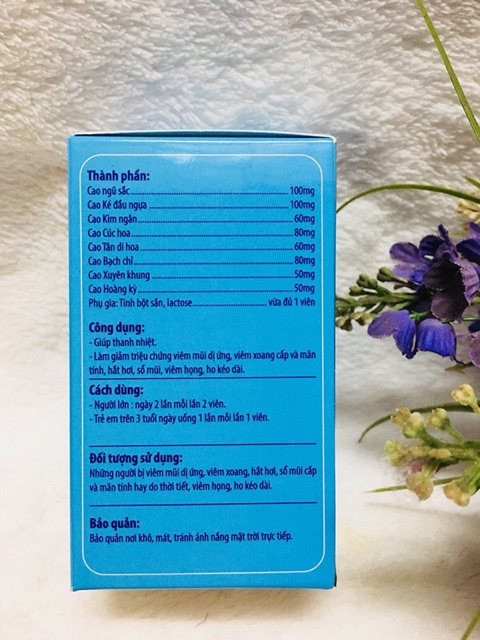 Thành phần:
Cao ngũ sắc........................................100mg
Cao Ké đầu ngựa........................................100mg
Cao Kim ngân........................................60mg
Cao Cúc hoa........................................80mg
Cao Tân di hoa........................................60mg
Cao Bạch chỉ........................................80mg
Cao Xuyên khung........................................50mg
Cao Hoàng kỳ........................................50mg
Phụ gia: Tinh bột sắn, lactose....................vừa đủ 1 viên
Công dụng:
- Giúp thanh nhiệt.
- Làm giảm triệu chứng viêm mũi dị ứng, viêm xoang cấp và mãn
tính, hắt hơi, sổ mũi, viêm họng, ho kéo dài.
Cách dùng:
- Người lớn : ngày 2 lần mỗi lần 2 viên.
- Trẻ em trên 3 tuổi ngày uống 1 lần mỗi lần 1 viên.
Đối tượng sử dụng:
Những người bị viêm mũi dị ứng, viêm xoang, hắt hơi, sổ mũi cấp
và mãn tính hay do thời tiết, viêm họng, ho kéo dài.
Bảo quản:
Bảo quản nơi khô, mát, tránh ánh nắng mặt trời trực tiếp.